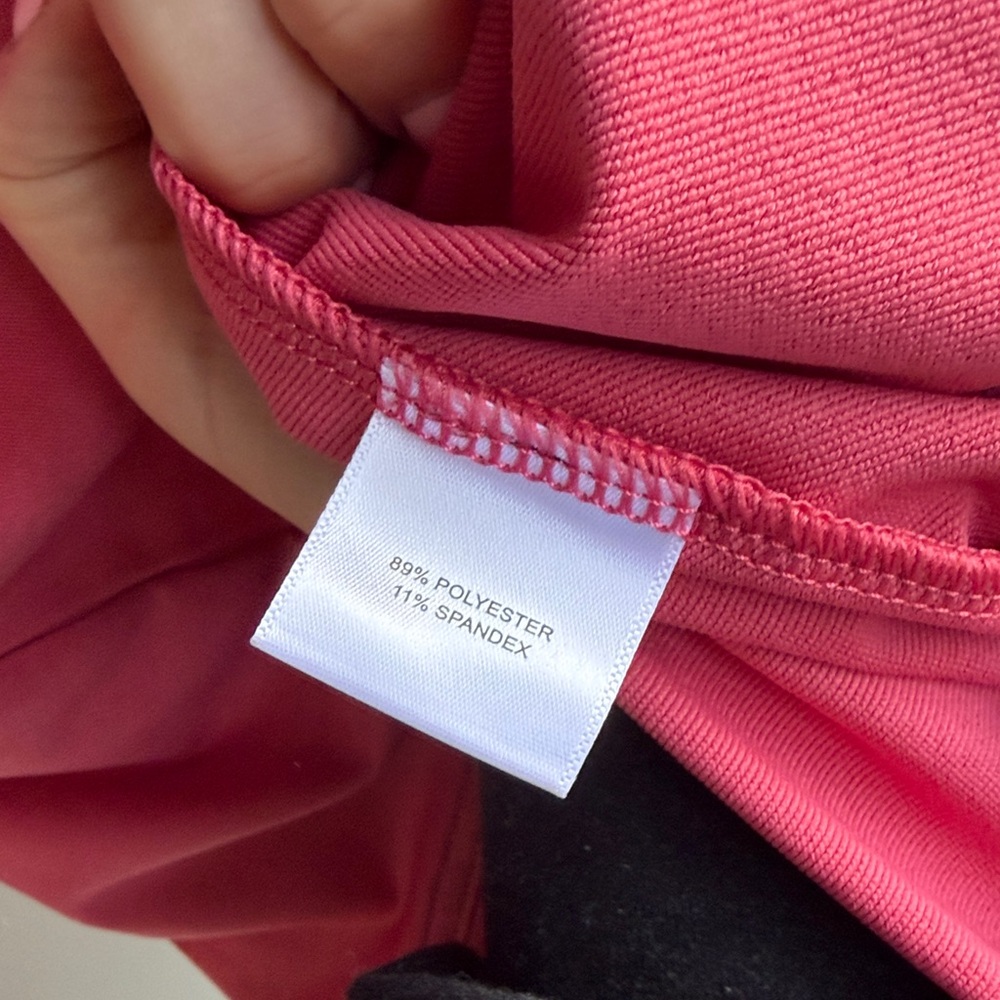 89% POLYESTER
11% SPANDEX